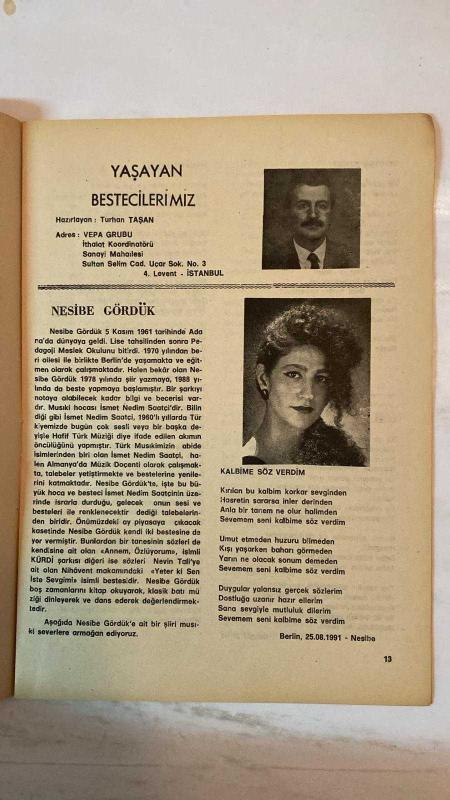 YAŞAYAN
BESTECİLERİMİZ
Hazırlayan : Turhan TAŞAN
Adres : VEPA GRUBU
İthalat Koordinatörü
Sanayi Mahallesi
Sultan Selim Cad. Uçar Sok. No. 3
4. Levent - İSTANBUL
NESİBE GÖRDÜK
Nesibe Gördük 5 Kasım 1961 tarihinde Ada
na'da dünyaya geldi. Lise tahsilinden sonra Pe-
dagoji Meslek Okulunu bitirdi. 1970 yılından be-
ri ailesi ile birlikte Berlin'de yaşamakta ve eğit-
men olarak çalışmaktadır. Halen bekâr olan Ne-
sibe Gördük 1978 yılında şiir yazmaya, 1988 yı-
lında da beste yapmaya başlamıştır. Bir şarkıyı
notaya alabilecek kadar bilgi ve becerisi var-
dır. Musıki hocası İsmet Nedim Saatçi'dir. Bilin
diği gibi İsmet Nedim Saatci, 1960'lı yıllarda Tür
kiyemizde bugün çok sesli veya bir başka de-
yişle Hafif Türk Müziği diye ifade edilen akımın
öncülüğünü yapmıştır. Türk Musıkimizin abide
isimlerinden biri olan İsmet Nedim Saatci, ha-
len Almanya'da Müzik Docenti olarak çalışmak-
ta, talebeler yetiştirmekte ve bestelerine yenile-
rini katmaktadır. Nesibe Gördük'te, işte bu bü-
yük hoca ve besteci İsmet Nedim Saatçinin üze-
rinde ısrarla durduğu, gelecek onun sesi ve
besteleri ile renklenecektir dediği talebelerin-
den biridir. Önümüzdeki ay piyasaya çıkacak
kasetinde Nesibe Gördük kendi iki bestesine de
yer vermiştir. Bunlardan bir tanesinin sözleri de
kendisine ait olan «Annem, Özlüyorum», isimli
KÜRDİ şarkısı diğeri ise sözleri Nevin Tali'ye
ait olan Nihâvent makamındaki «Yeter ki Sen
İste Sevgimi» isimli bestesidir. Nesibe Gördük
boş zamanlarını kitap okuyarak, klasik batı mü
ziği dinleyerek ve dans ederek değerlendirmek-
tedir.
Aşağıda Nesibe Gördük'e ait bir şiiri musı-
ki severlere armağan ediyoruz.
KALBİME SÖZ VERDİM
Kırılan bu kalbim korkar sevginden
Hasretin sararsa inler derinden
Anla bir tanem ne olur halimden
Sevemem seni kalbime söz verdim
Umut etmeden huzuru bilmeden
Kışı yaşarken baharı görmeden
Yarın ne olacak sonum demeden
Sevemem seni kalbime söz verdim
Duygular yalansız gerçek sözlerim
Dostluğa uzanır hazır ellerim
Sana sevgiyle mutluluk dilerim
Sevemem seni kalbime söz verdim
Berlin, 25.08.1991 - Nesibe
13